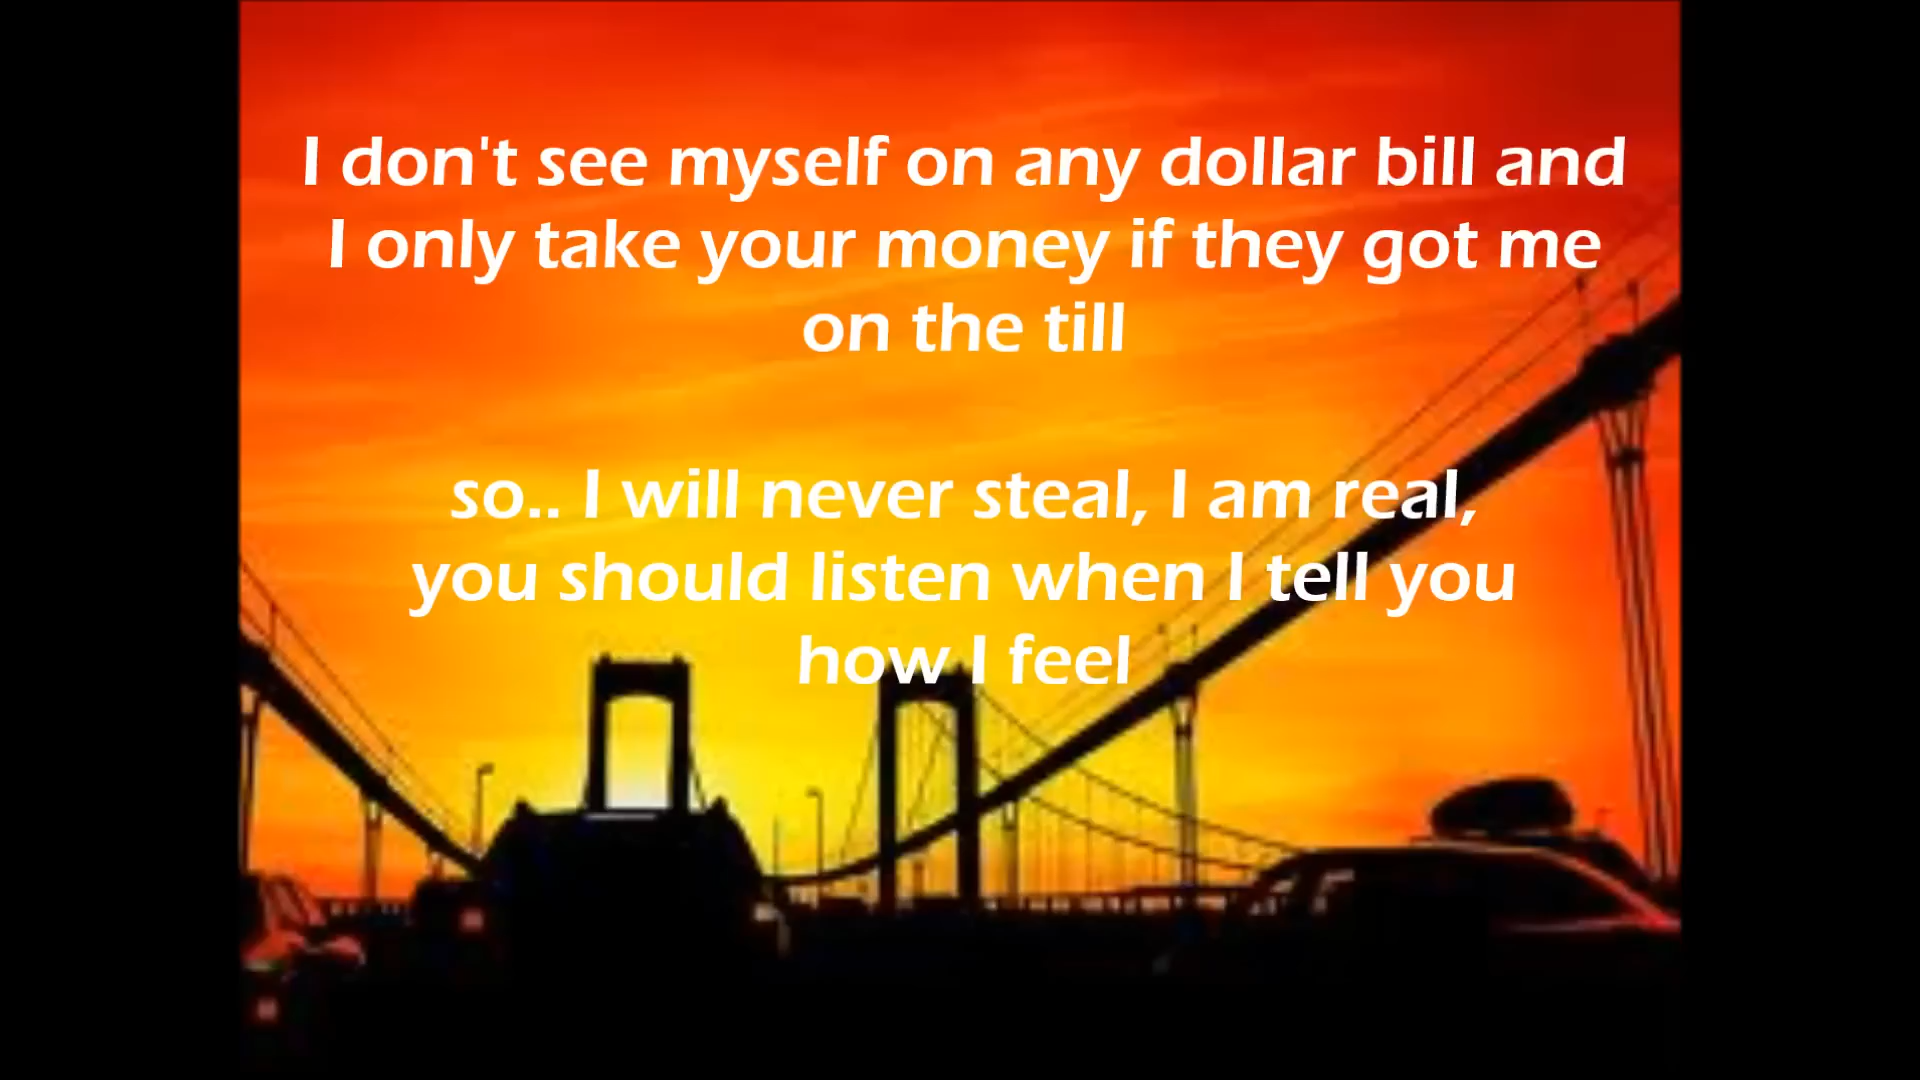 I don't see myself on any dollar bill and
I only take your money if they got me
on the till
so.. I will never steal, I am real,
you should listen when I tell you
how I feel